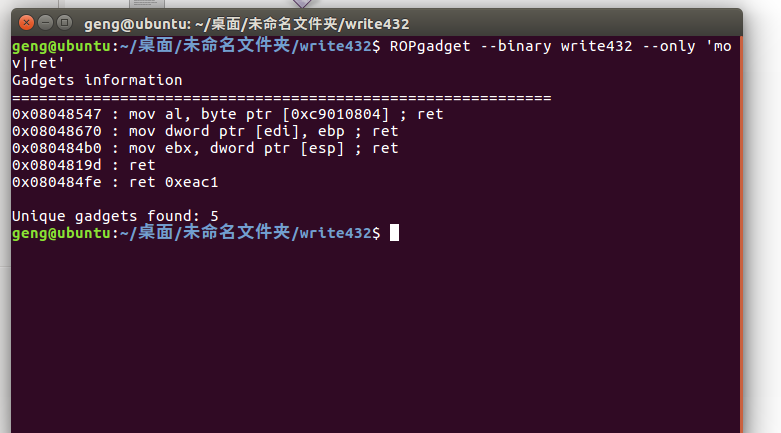 geng@ubuntu: ~/桌面/未命名文件夹/write432
geng@ubuntu:~/桌面/未命名文件夹/write432$ ROPgadget --binary write432 --only 'mo
v|ret'
Gadgets information
============================================================
0x08048547 : mov al, byte ptr [0xc9010804] ; ret
0x08048670 : mov dword ptr [edi], ebp ; ret
0x080484b0 : mov ebx, dword ptr [esp] ; ret
0x0804819d : ret
0x080484fe : ret 0xeac1
Unique gadgets found: 5
geng@ubuntu:~/桌面/未命名文件夹/write432$